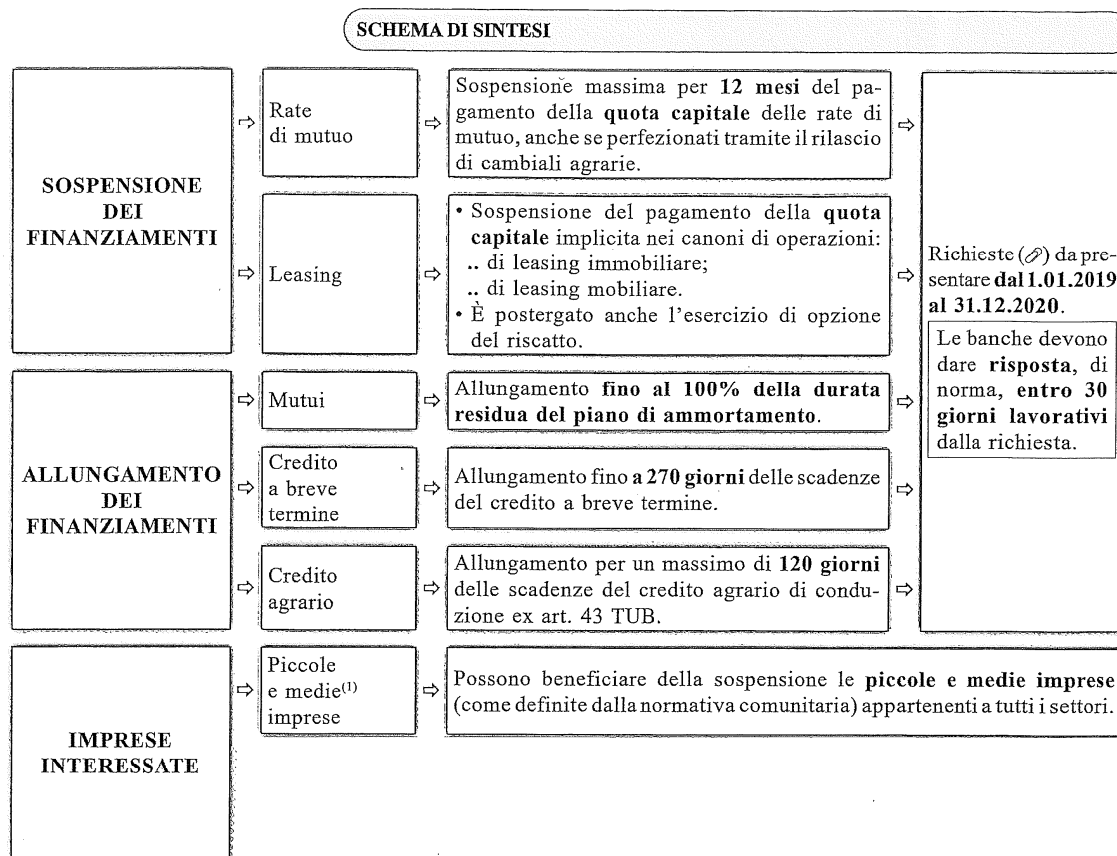 SCHEMA DI SINTESI
SOSPENSIONE
DEI
FINANZIAMENTI
Rate
di mutuo
Sospensione massima per 12 mesi del pa-
gamento della quota capitale delle rate di
mutuo, anche se perfezionati tramite il rilascio
di cambiali agrarie.
Leasing
• Sospensione del pagamento della quota
capitale implicita nei canoni di operazioni:
.. di leasing immobiliare;
.. di leasing mobiliare.
• È postergato anche l'esercizio di opzione
del riscatto.
Richieste (🖉) da pre-
sentare dal 1.01.2019
al 31.12.2020.
Le banche devono
dare risposta, di
norma, entro 30
giorni lavorativi
dalla richiesta.
ALLUNGAMENTO
DEI
FINANZIAMENTI
Mutui
Allungamento fino al 100% della durata
residua del piano di ammortamento.
Credito
a breve
termine
Allungamento fino a 270 giorni delle scadenze
del credito a breve termine.
Credito
agrario
Allungamento per un massimo di 120 giorni
delle scadenze del credito agrario di condu-
zione ex art. 43 TUB.
IMPRESE
INTERESSATE
Piccole
e medie(1)
imprese
Possono beneficiare della sospensione le piccole e medie imprese
(come definite dalla normativa comunitaria) appartenenti a tutti i settori.